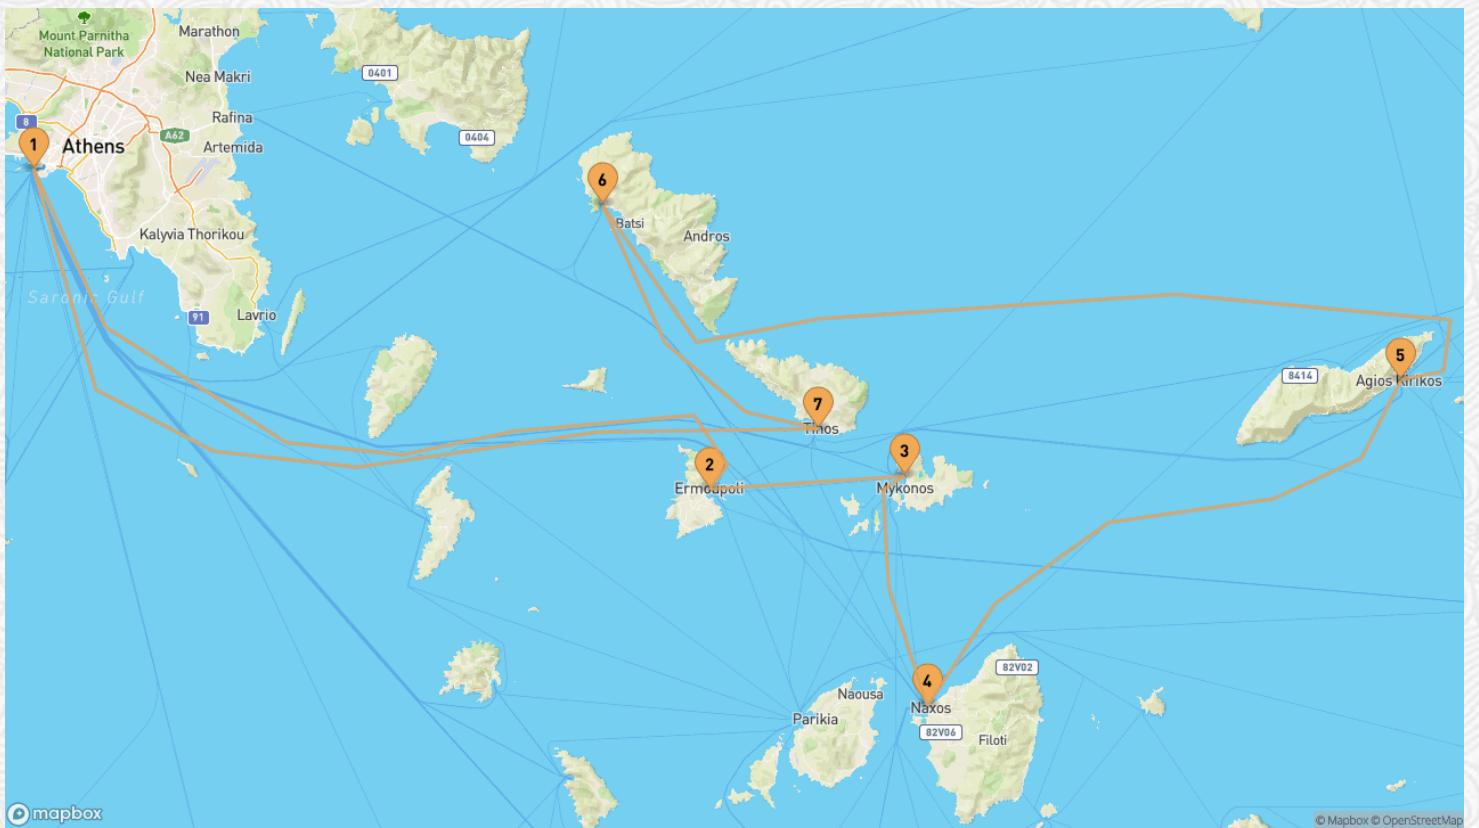 Mount Parnitha
National Park
Marathon
Nea Makri
0401
Rafina
8
A62
0404
1
Athens
Artemida
6
Batsi
Kalyvia Thorikou
Andros
Saronic Gulf
91
Lavrio
5
8414
Agios Kirikos
7
Tinos
3
2
Ermoupoli
Mykonos
82V02
4
Naousa
Naxos
Parikia
82V06
Filoti
mapbox
© Mapbox © OpenStreetMap